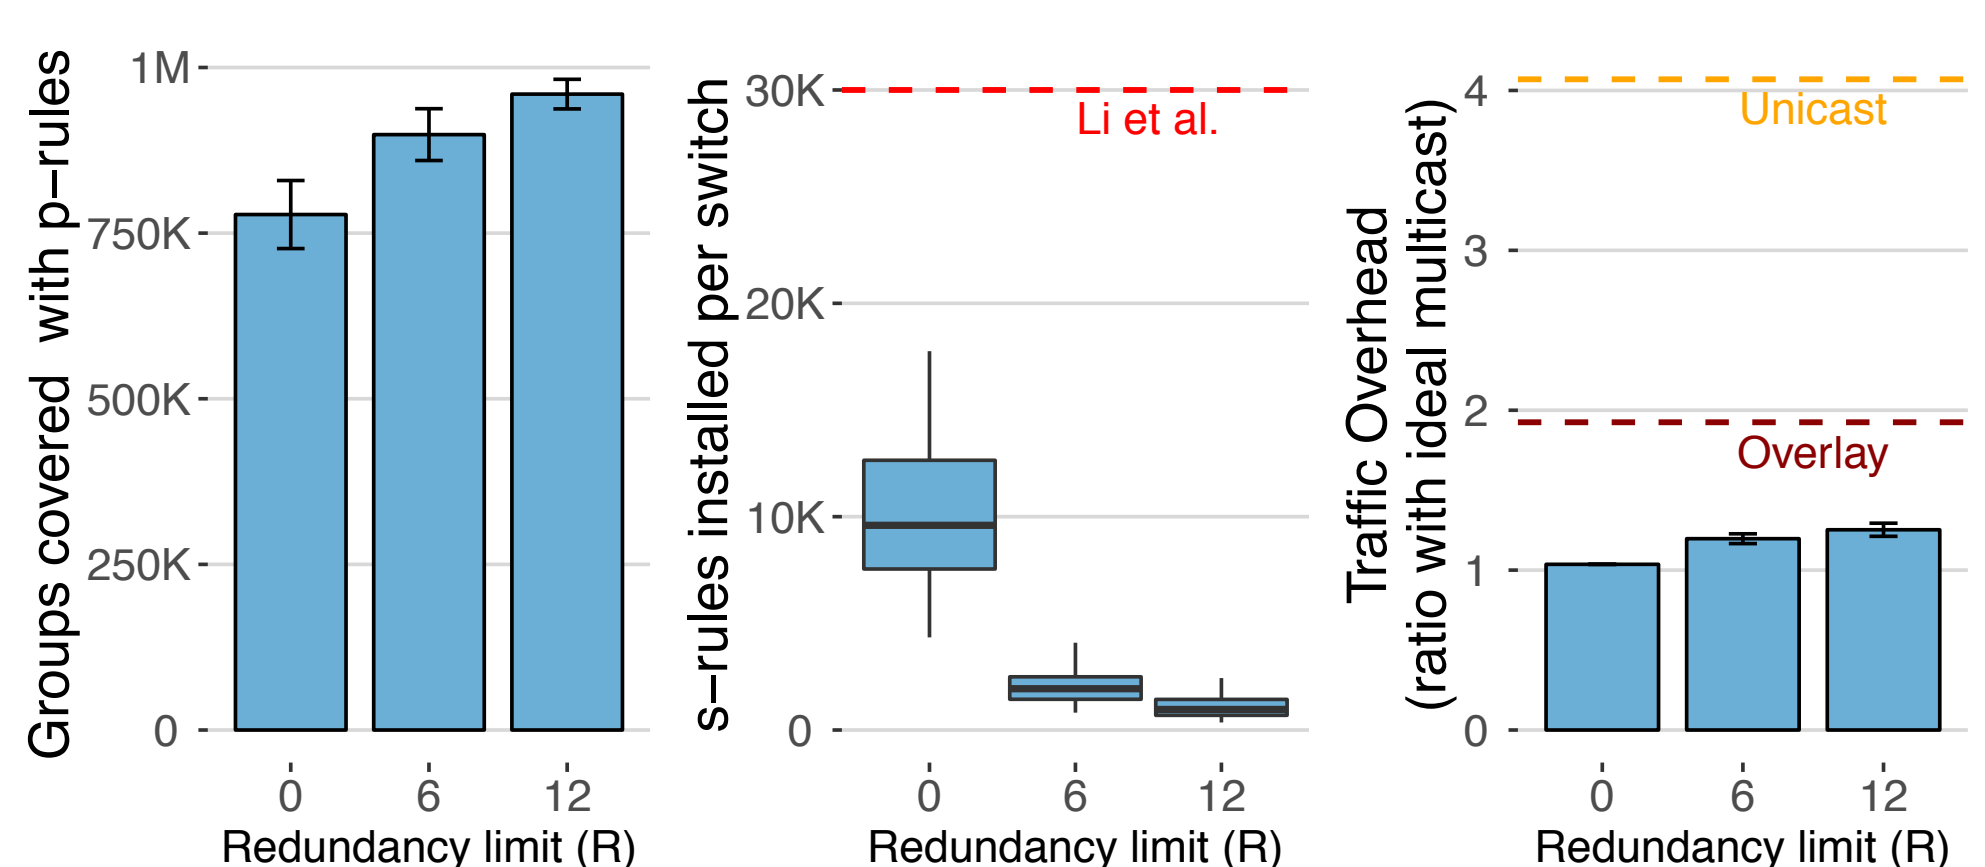 Groups covered  with p−rules
1M
750K
500K
250K
0
0 6 12
Redundancy limit (R)
s−rules installed per switch
30K
20K
10K
0
Li et al.
0 6 12
Redundancy limit (R)
Traffic Overhead
(ratio with ideal multicast)
4
3
2
1
0
Unicast
Overlay
0 6 12
Redundancy limit (R)